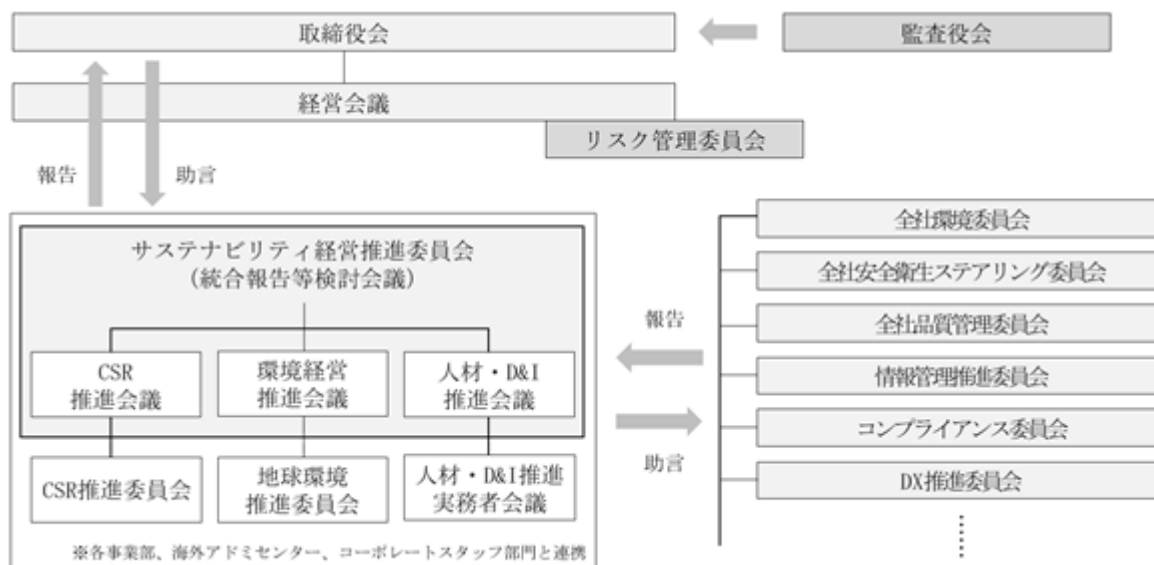 取締役会
監査役会
経営会議
リスク管理委員会
報告
助言
サステナビリティ経営推進委員会
(統合報告等検討会議)
CSR
推進会議
環境経営
推進会議
人材・D&I
推進会議
CSR推進委員会
地球環境
推進委員会
人材・D&I推進
実務者会議
※各事業部、海外アドミセンター、コーポレートスタッフ部門と連携
報告
助言
全社環境委員会
全社安全衛生ステアリング委員会
全社品質管理委員会
情報管理推進委員会
コンプライアンス委員会
DX推進委員会